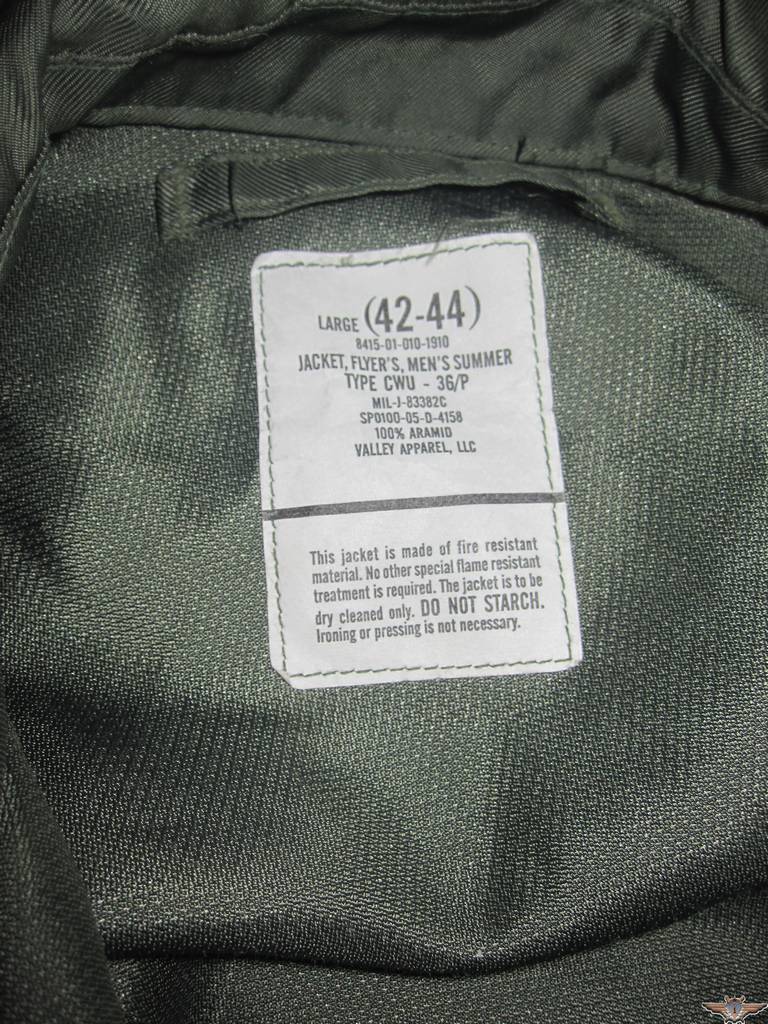 LARGE (42-44)
8415-01-010-1910
JACKET, FLYER'S, MEN'S SUMMER
TYPE CWU - 36/P
MIL-J-83382C
SP0100-05-D-4158
100% ARAMID
VALLEY APPAREL, LLC
This jacket is made of fire resistant
material. No other special flame resistant
treatment is required. The jacket is to be
dry cleaned only. DO NOT STARCH.
Ironing or pressing is not necessary.